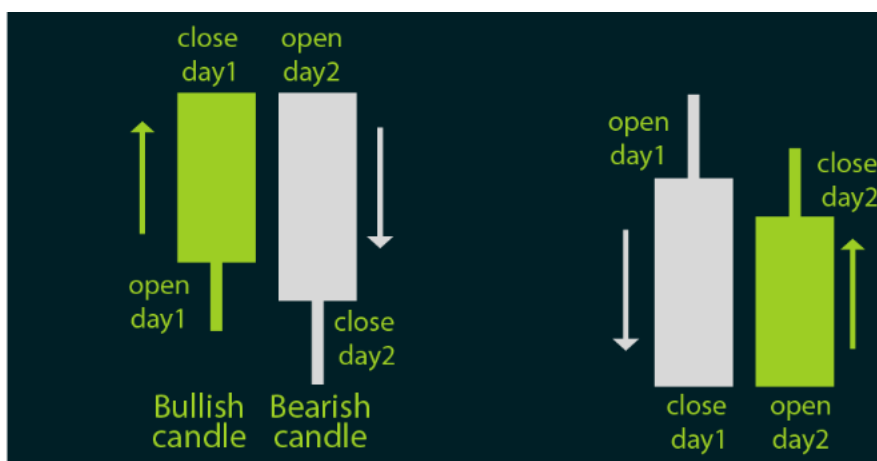 close
day1
open
day2
open
day1
close
day2
Bullish
candle
Bearish
candle
open
day1
close
day2
close
day1
open
day2